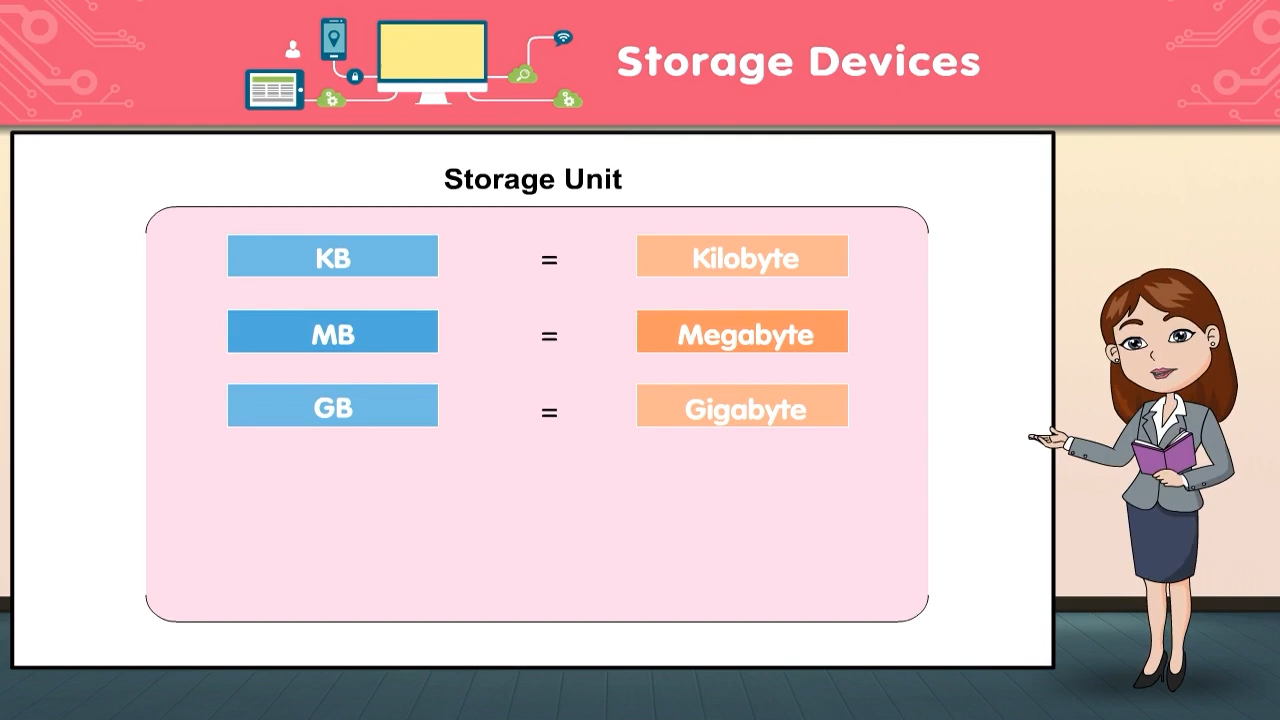 Storage Devices
Storage Unit
KB = Kilobyte
MB = Megabyte
GB = Gigabyte